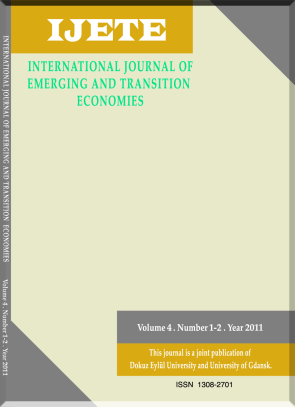 IJETE
INTERNATIONAL JOURNAL OF
EMERGING AND TRANSITION
ECONOMIES
INTERNATIONAL JOURNAL OF EMERGING AND TRANSITION ECONOMIES Volume 4 . Number 1-2 . Year 2011
Volume 4 . Number 1-2 . Year 2011
This journal is a joint publication of
Dokuz Eylül University and University of Gdansk.
ISSN 1308-2701